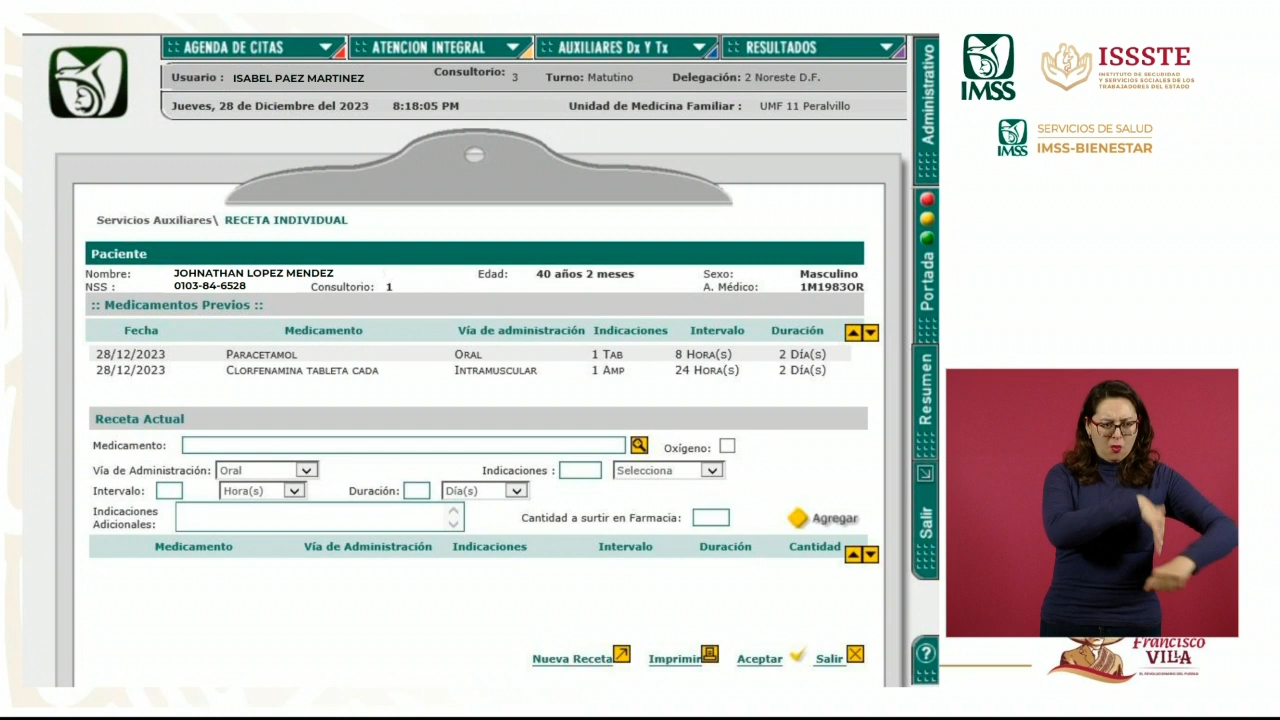 AGENDA DE CITAS ATENCION INTEGRAL AUXILIARES Dx Y Tx RESULTADOS
Usuario : ISABEL PAEZ MARTINEZ Consultorio: 3 Turno: Matutino Delegación: 2 Noreste D.F.
Jueves, 28 de Diciembre del 2023 8:18:05 PM Unidad de Medicina Familiar : UMF 11 Peralvillo
Administrativo
Portada
Resumen
Salir
?
Servicios Auxiliares\ RECETA INDIVIDUAL
Paciente
Nombre: JOHNATHAN LOPEZ MENDEZ Edad: 40 años 2 meses Sexo: Masculino
NSS : 0103-84-6528 Consultorio: 1 A. Médico: 1M1983OR
:: Medicamentos Previos ::
Fecha Medicamento Vía de administración Indicaciones Intervalo Duración
28/12/2023 PARACETAMOL ORAL 1 TAB 8 HORA(S) 2 DÍA(S)
28/12/2023 CLORFENAMINA TABLETA CADA INTRAMUSCULAR 1 AMP 24 HORA(S) 2 DÍA(S)
Receta Actual
Medicamento: Oxígeno:
Vía de Administración: Oral Indicaciones : Selecciona
Intervalo: Hora(s) Duración: Día(s)
Indicaciones
Adicionales: Cantidad a surtir en Farmacia: Agregar
Medicamento Vía de Administración Indicaciones Intervalo Duración Cantidad
Nueva Receta Imprimir Aceptar Salir
IMSS
ISSSTE
INSTITUTO DE SEGURIDAD
Y SERVICIOS SOCIALES DE LOS
TRABAJADORES DEL ESTADO
IMSS
SERVICIOS DE SALUD
IMSS-BIENESTAR
Francisco
VILLA
EL REVOLUCIONARIO DEL PUEBLO